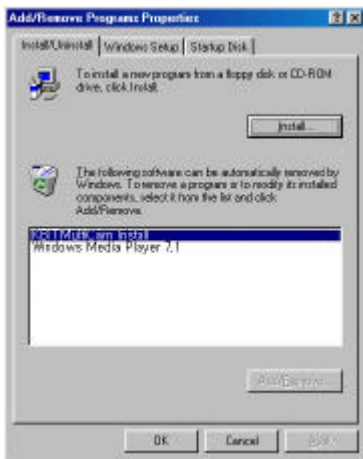 Add/Remove Programs Properties
Install/Uninstall Windows Setup Startup Disk
To install a new program from a floppy disk or CD-ROM
drive, click Install.
Install...
The following software can be automatically removed by
Windows. To remove a program or to modify its installed
components, select it from the list and click
Add/Remove.
MultiCam Install
Windows Media Player 7.1
Add/Remove...
OK Cancel Apply